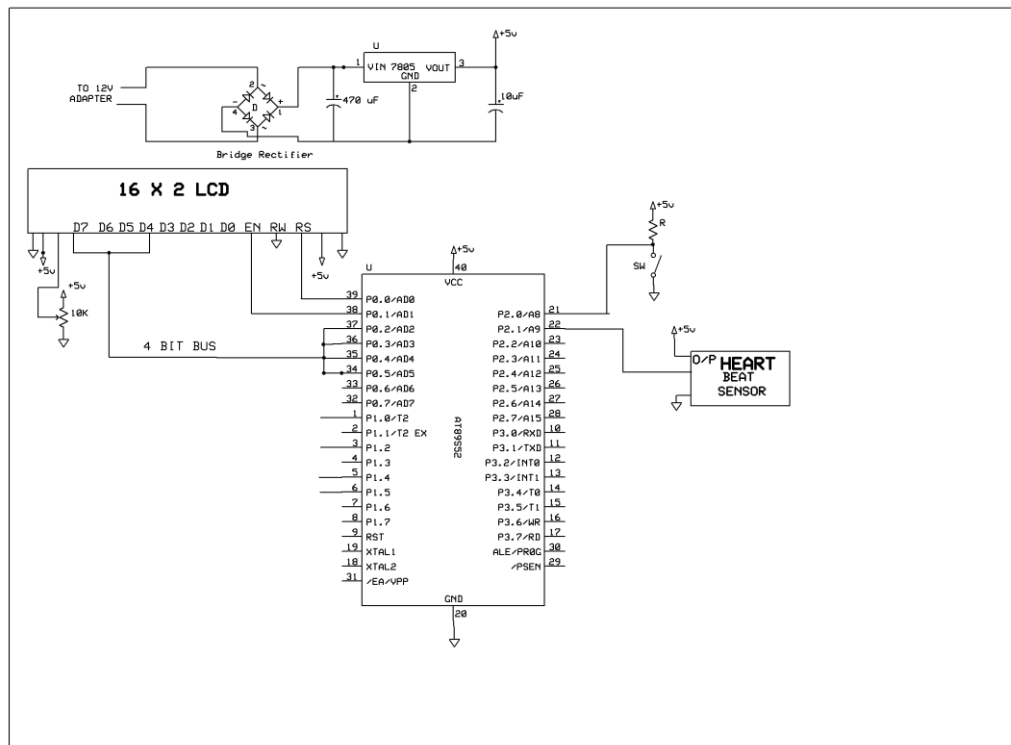 +5v
U
1 VIN 7805 VOUT 3
GND
2
TO 12V
ADAPTER
2 ~
- +
4 D 1
3 ~
470 uF
10uF
Bridge Rectifier
16 X 2 LCD
D7 D6 D5 D4 D3 D2 D1 D0 EN RW RS
+5v
+5v
+5v
10K
4 BIT BUS
+5v
R
SW
+5v
U
40
VCC
39 P0.0/AD0
38 P0.1/AD1
37 P0.2/AD2
36 P0.3/AD3
35 P0.4/AD4
34 P0.5/AD5
33 P0.6/AD6
32 P0.7/AD7
1 P1.0/T2
2 P1.1/T2 EX
3 P1.2
4 P1.3
5 P1.4
6 P1.5
7 P1.6
8 P1.7
9 RST
19 XTAL1
18 XTAL2
31 /EA/VPP
AT89S52
P2.0/A8 21
P2.1/A9 22
P2.2/A10 23
P2.3/A11 24
P2.4/A12 25
P2.5/A13 26
P2.6/A14 27
P2.7/A15 28
P3.0/RXD 10
P3.1/TXD 11
P3.2/INT0 12
P3.3/INT1 13
P3.4/T0 14
P3.5/T1 15
P3.6/WR 16
P3.7/RD 17
ALE/PROG 30
/PSEN 29
GND
20
+5v
O/P HEART
BEAT
SENSOR